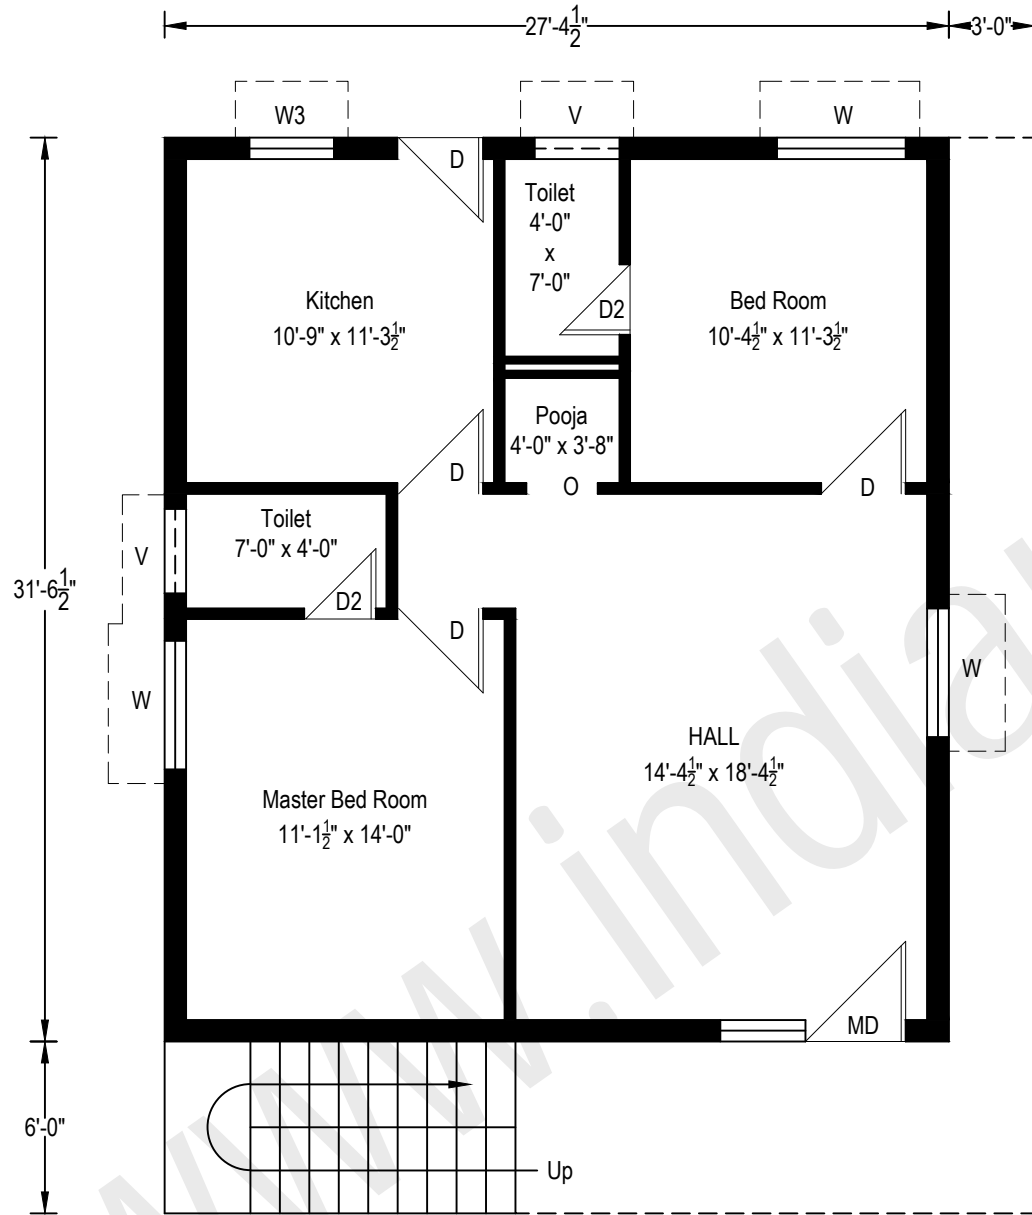 27'-4½"
3'-0"
W3
V
W
D
Toilet
4'-0"
x
7'-0"
D2
Kitchen
10'-9" x 11'-3½"
Bed Room
10'-4½" x 11'-3½"
Pooja
4'-0" x 3'-8"
O
D
D
Toilet
7'-0" x 4'-0"
V
D2
D
31'-6½"
W
W
HALL
14'-4½" x 18'-4½"
Master Bed Room
11'-1½" x 14'-0"
MD
6'-0"
Up
www.india